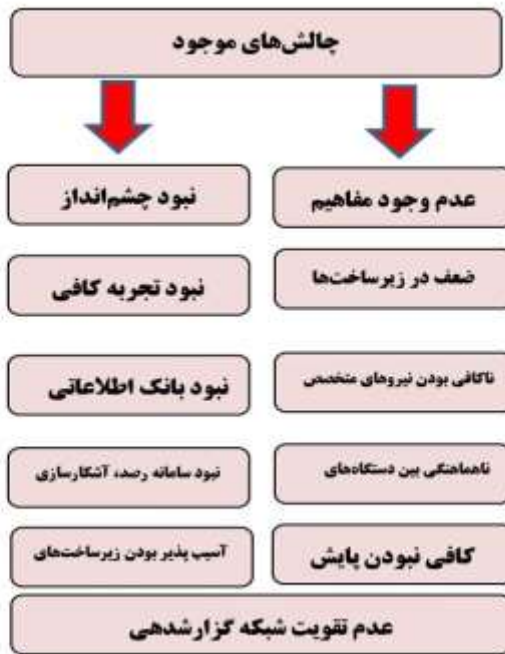 چالش‌های موجود
عدم وجود مفاهیم
نبود چشم‌انداز
ضعف در زیرساخت‌ها
نبود تجربه کافی
ناکافی بودن نیروهای متخصص
نبود بانک اطلاعاتی
ناهماهنگی بین دستگاه‌های
نبود سامانه رصد، آشکارسازی
کافی نبودن پایش
آسیب پذیر بودن زیرساخت‌های
عدم تقویت شبکه گزارشدهی